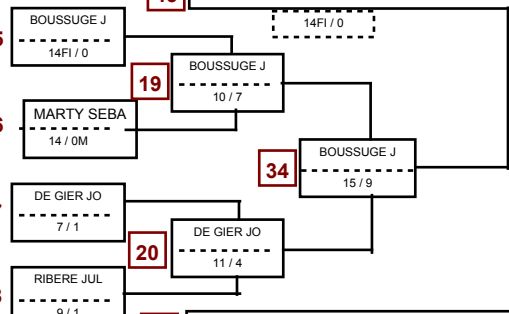 BOUSSUGE J
14FI / 0
14FI / 0
BOUSSUGE J
19
10 / 7
MARTY SEBA
14 / 0M
BOUSSUGE J
34
15 / 9
DE GIER JO
7 / 1
DE GIER JO
20
11 / 4
RIBERE JUL
9 / 1